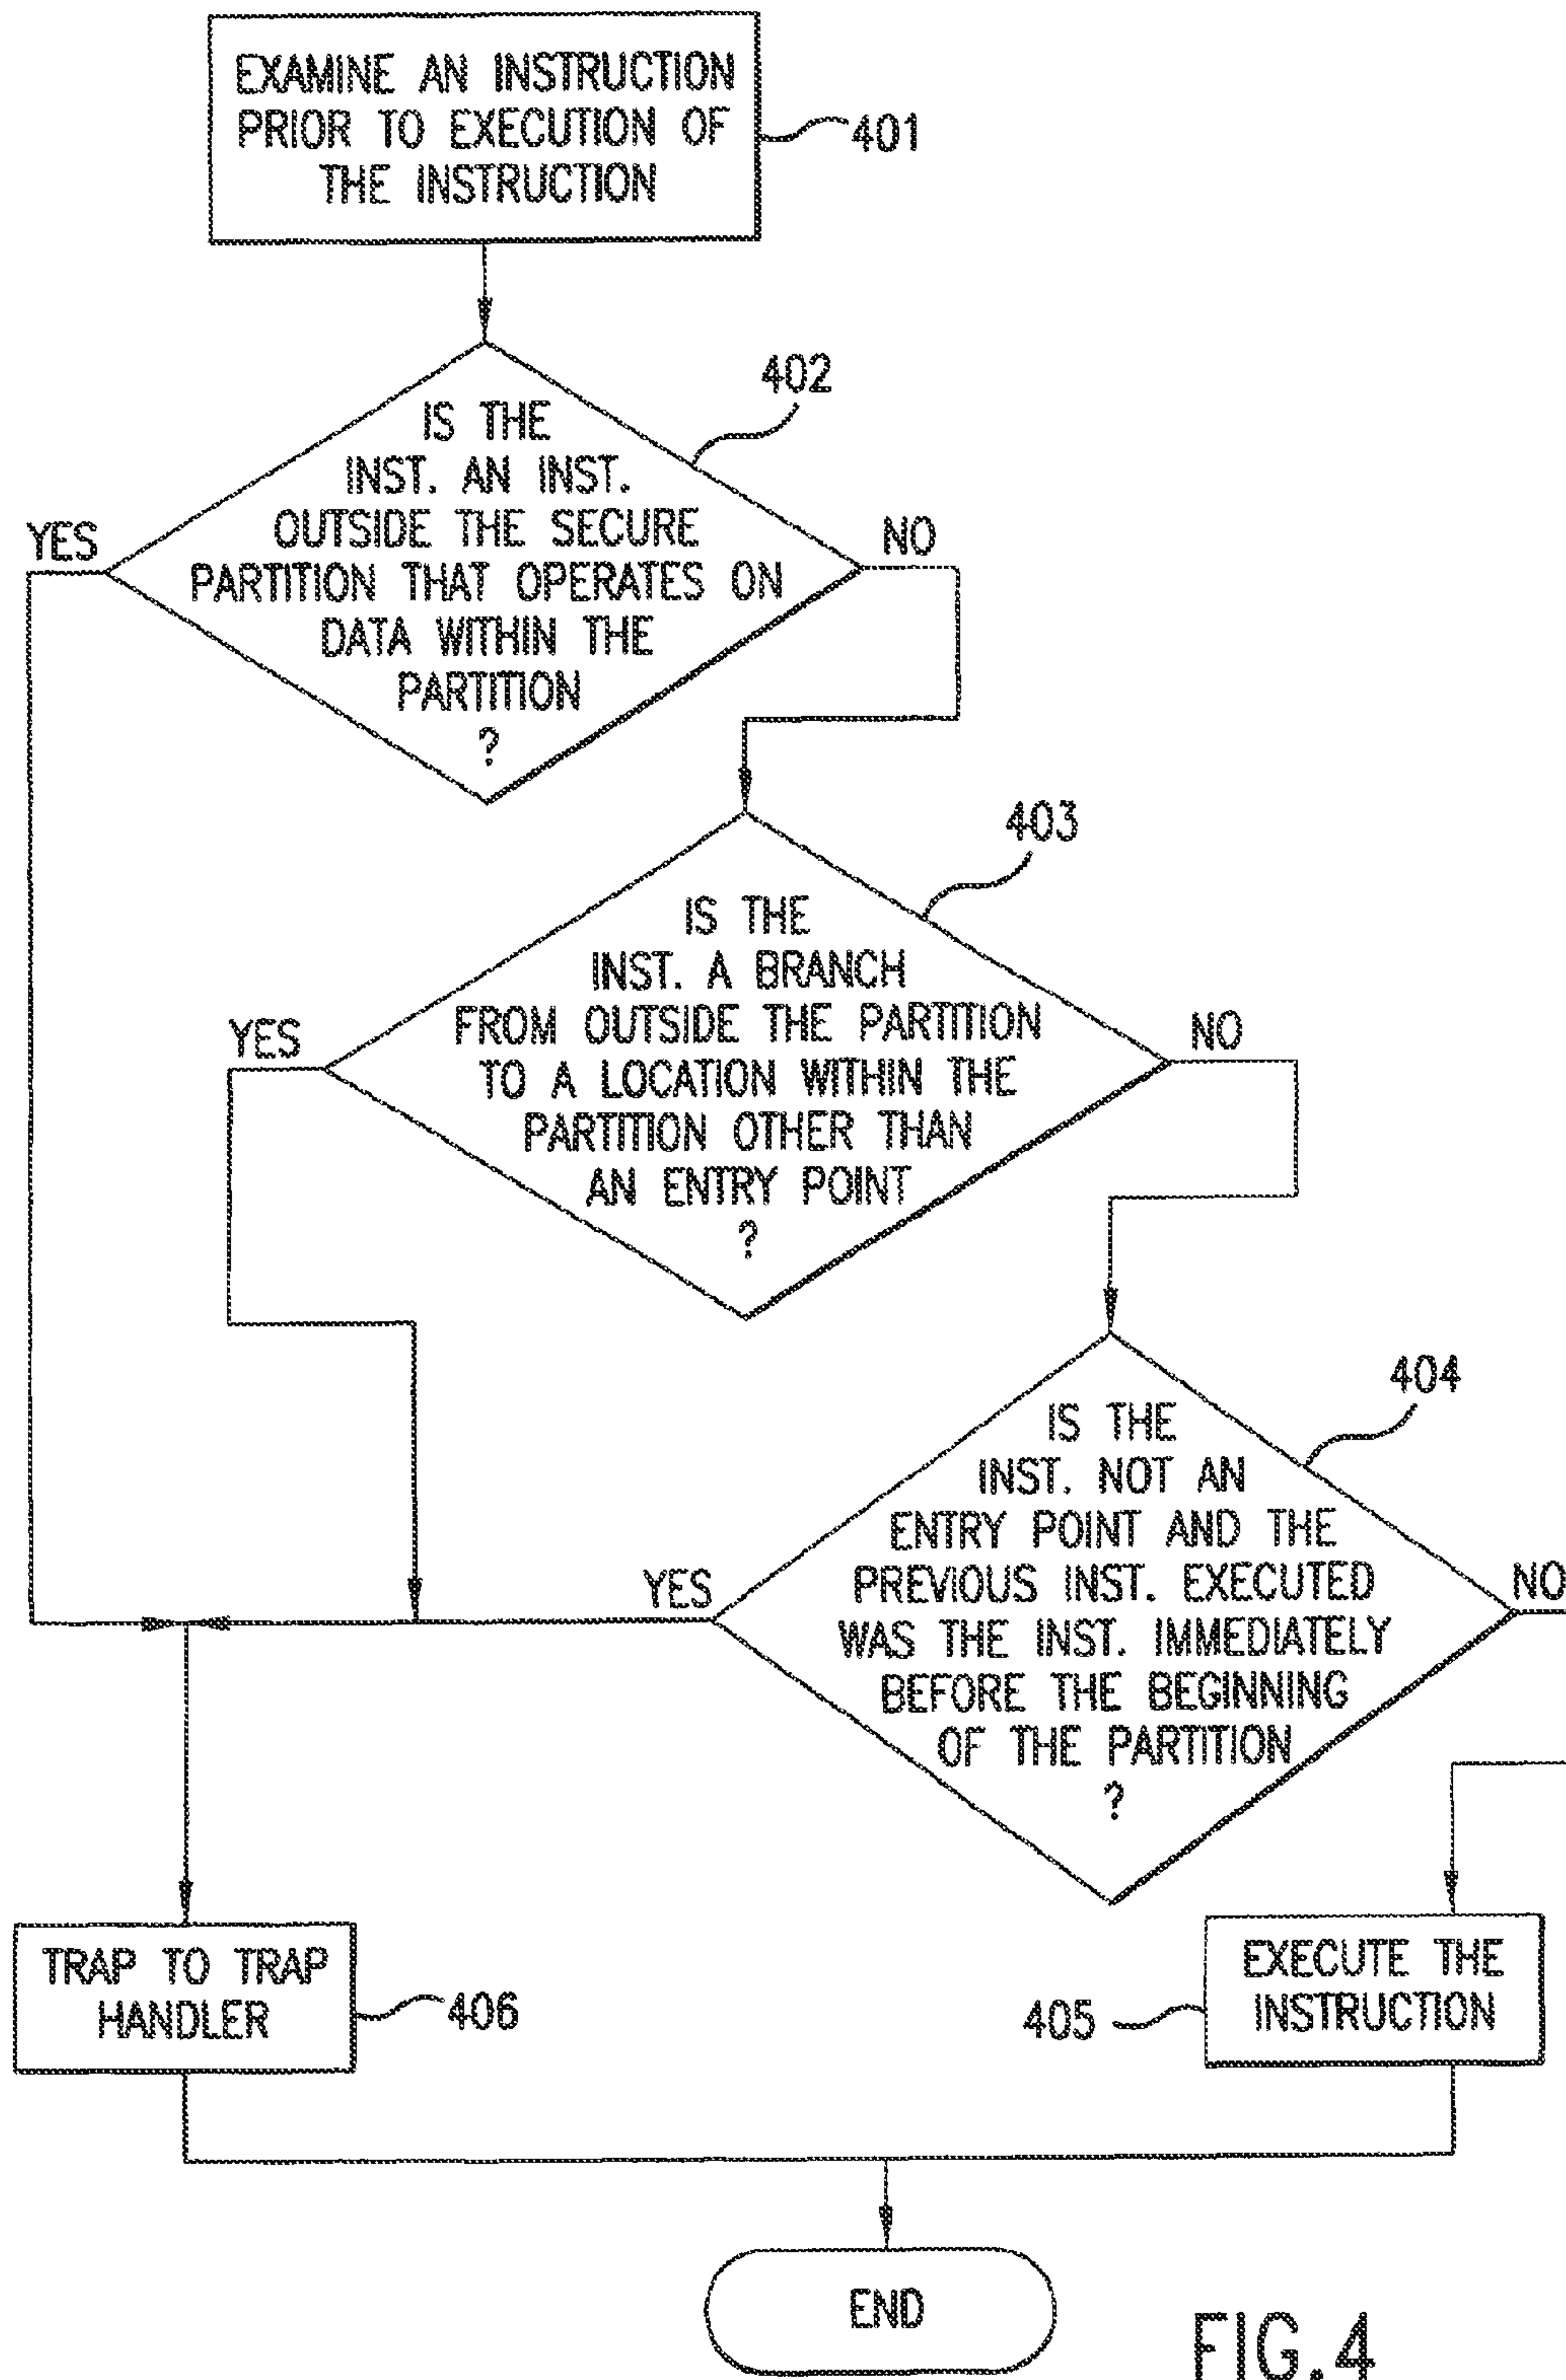 EXAMINE AN INSTRUCTION
PRIOR TO EXECUTION OF
THE INSTRUCTION
401
402
IS THE
INST. AN INST.
OUTSIDE THE SECURE
PARTITION THAT OPERATES ON
DATA WITHIN THE
PARTITION
?
YES
NO
403
IS THE
INST. A BRANCH
FROM OUTSIDE THE PARTITION
TO A LOCATION WITHIN THE
PARTITION OTHER THAN
AN ENTRY POINT
?
YES
NO
404
IS THE
INST. NOT AN
ENTRY POINT AND THE
PREVIOUS INST. EXECUTED
WAS THE INST. IMMEDIATELY
BEFORE THE BEGINNING
OF THE PARTITION
?
YES
NO
TRAP TO TRAP
HANDLER
406
405
EXECUTE THE
INSTRUCTION
END
FIG.4